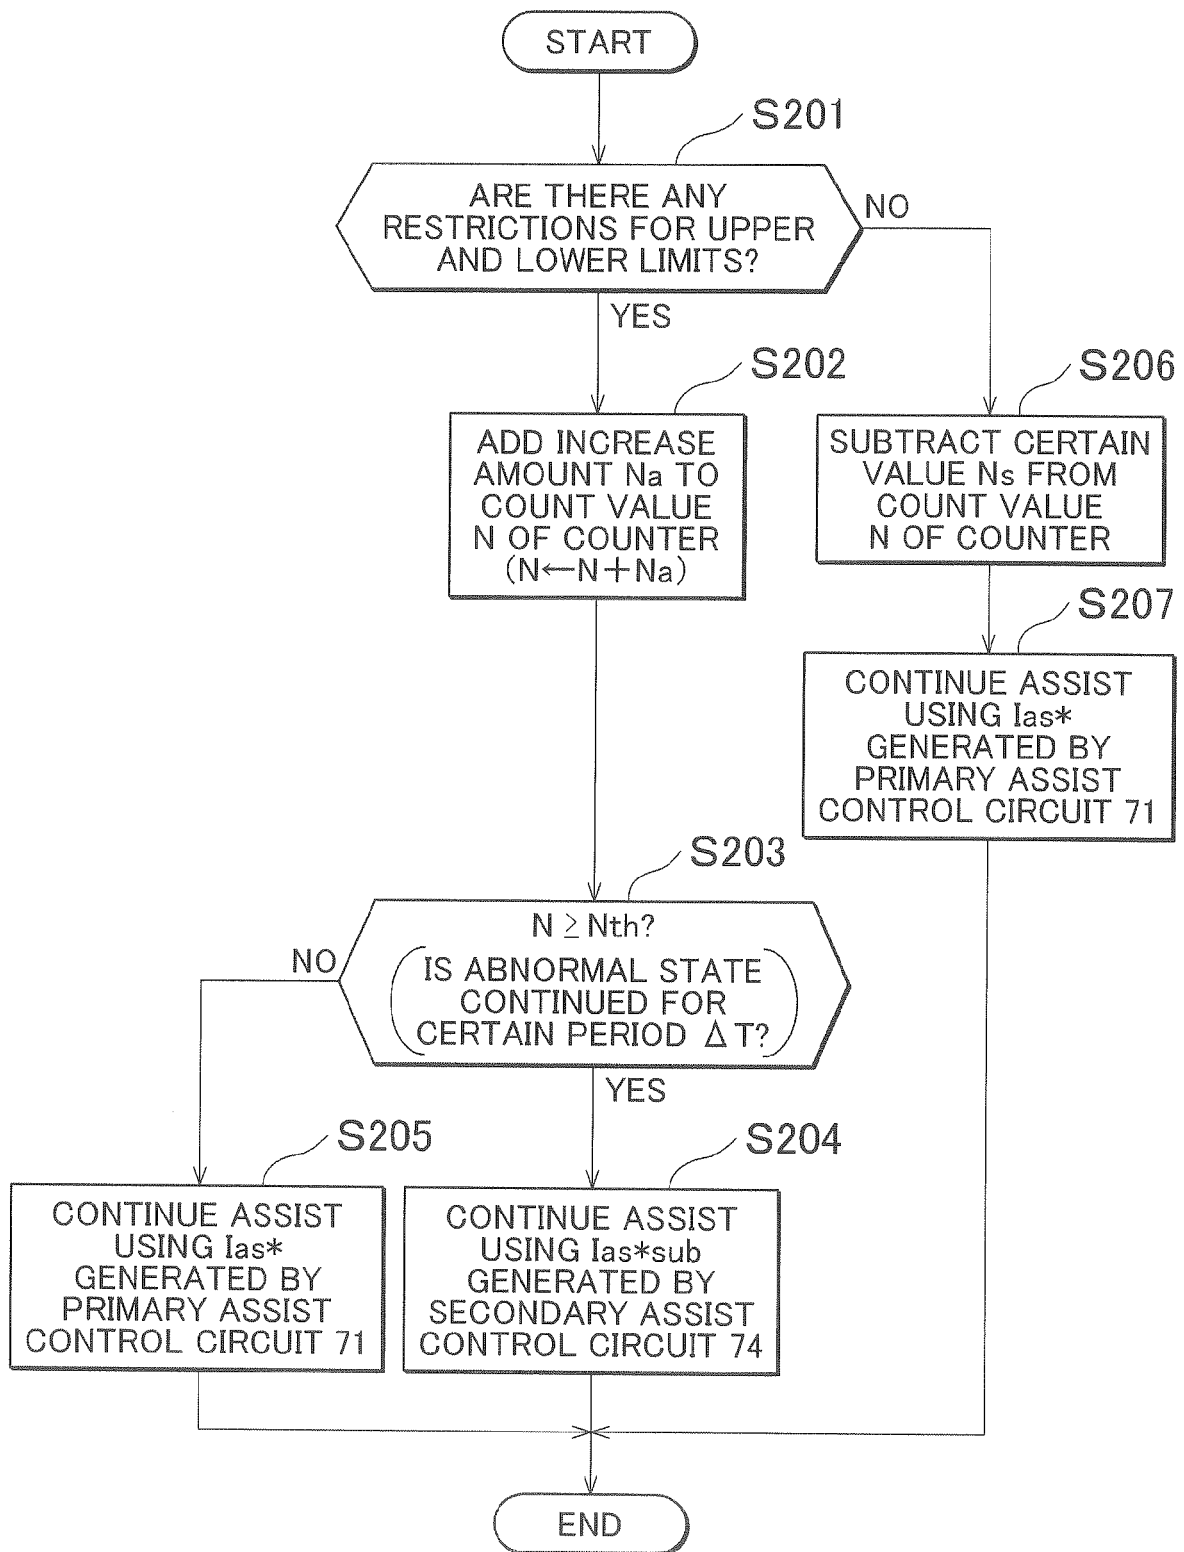 START
S201
ARE THERE ANY
RESTRICTIONS FOR UPPER
AND LOWER LIMITS?
NO
YES
S202
ADD INCREASE
AMOUNT Na TO
COUNT VALUE
N OF COUNTER
(N←N+Na)
S206
SUBTRACT CERTAIN
VALUE Ns FROM
COUNT VALUE
N OF COUNTER
S207
CONTINUE ASSIST
USING Ias*
GENERATED BY
PRIMARY ASSIST
CONTROL CIRCUIT 71
S203
N ≥ Nth?
(IS ABNORMAL STATE
CONTINUED FOR
CERTAIN PERIOD ΔT?)
NO
YES
S205
CONTINUE ASSIST
USING Ias*
GENERATED BY
PRIMARY ASSIST
CONTROL CIRCUIT 71
S204
CONTINUE ASSIST
USING Ias*sub
GENERATED BY
SECONDARY ASSIST
CONTROL CIRCUIT 74
END